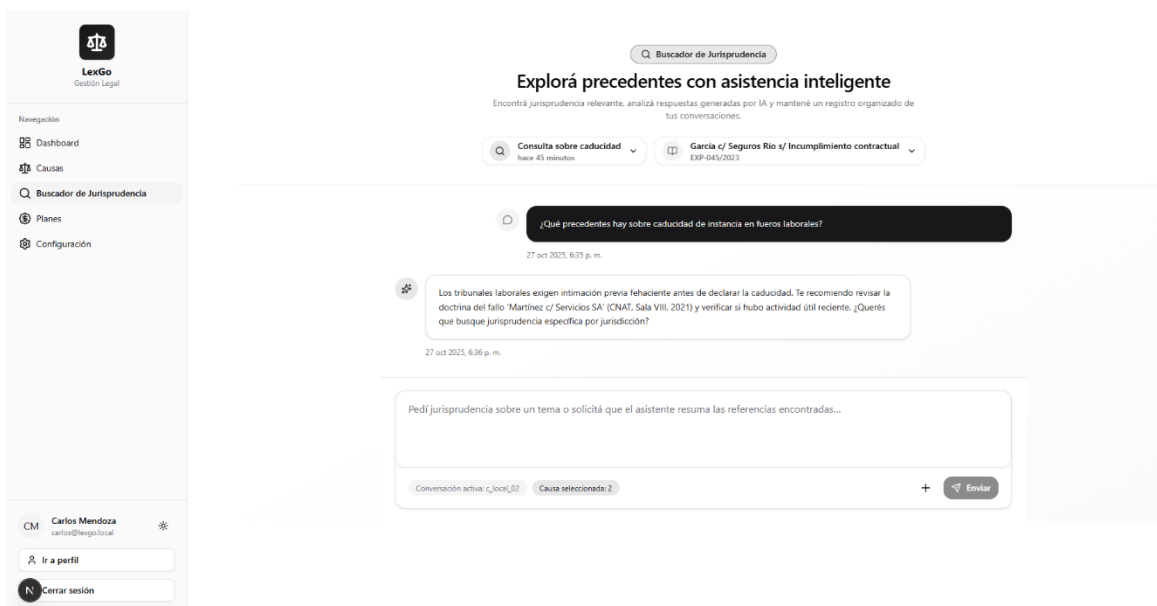 LexGo
Gestión Legal
Navegación
Dashboard
Causas
Buscador de Jurisprudencia
Planes
Configuración
CM
Carlos Mendoza
carlos@lexgo.local
Ir a perfil
N
Cerrar sesión
Buscador de Jurisprudencia
Explorá precedentes con asistencia inteligente
Encontrá jurisprudencia relevante, analizá respuestas generadas por IA y mantené un registro organizado de
tus conversaciones.
Consulta sobre caducidad
hace 45 minutos
García c/ Seguros Río s/ Incumplimiento contractual
EXP-045/2023
¿Qué precedentes hay sobre caducidad de instancia en fueros laborales?
27 oct 2025, 6:35 p. m.
Los tribunales laborales exigen intimación previa fehaciente antes de declarar la caducidad. Te recomiendo revisar la
doctrina del fallo 'Martínez c/ Servicios SA' (CNAT, Sala VIII, 2021) y verificar si hubo actividad útil reciente. ¿Querés
que busque jurisprudencia específica por jurisdicción?
27 oct 2025, 6:36 p. m.
Pedí jurisprudencia sobre un tema o solicitá que el asistente resuma las referencias encontradas...
Conversación activa: c_local_02
Causa seleccionada: 2
Enviar